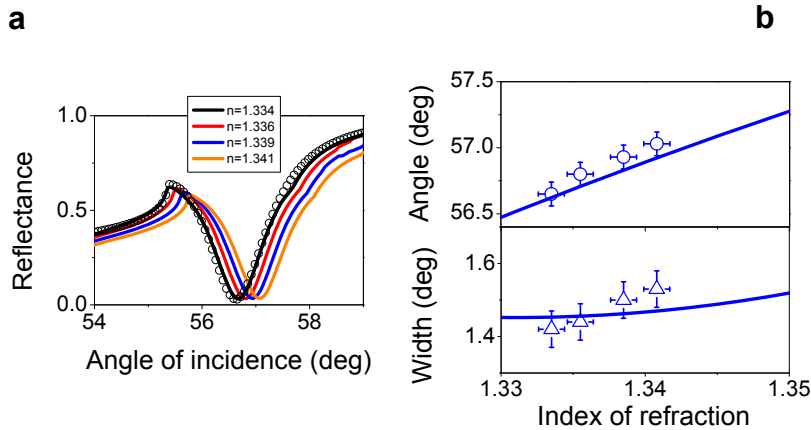 a
b
1.0
0.5
0.0
Reflectance
n=1.334
n=1.336
n=1.339
n=1.341
54
56
58
Angle of incidence (deg)
57.5
57.0
56.5
Angle (deg)
1.6
1.4
Width (deg)
1.33
1.34
1.35
Index of refraction